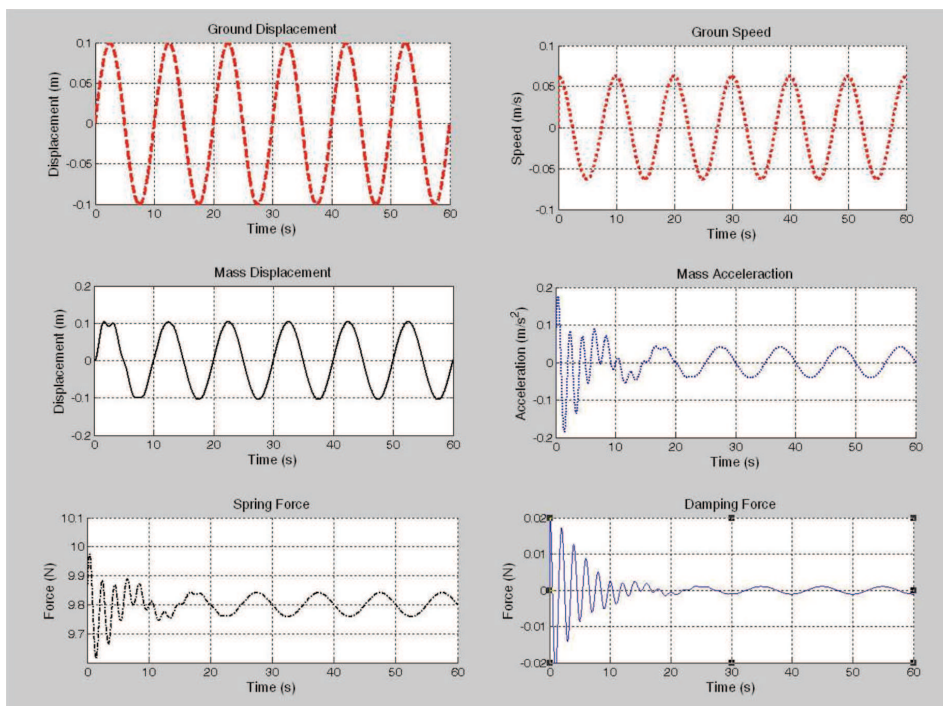 Ground Displacement
Displacement (m)
0.1
0.05
0
-0.05
-0.1
0 10 20 30 40 50 60
Time (s)
Groun Speed
Speed (m/s)
0.1
0.05
0
-0.05
-0.1
0 10 20 30 40 50 60
Time (s)
Mass Displacement
Displacement (m)
0.2
0.1
0
-0.1
-0.2
0 10 20 30 40 50 60
Time (s)
Mass Acceleraction
Acceleration (m/s²)
0.2
0.1
0
-0.1
-0.2
0 10 20 30 40 50 60
Time (s)
Spring Force
Force (N)
10.1
10
9.9
9.8
9.7
0 10 20 30 40 50 60
Time (s)
Damping Force
Force (N)
0.02
0.01
0
-0.01
-0.02
0 10 20 30 40 50 60
Time (s)